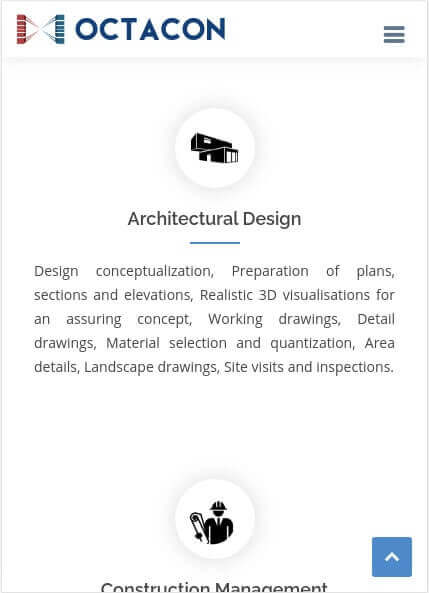 OCTACON
Architectural Design
Design conceptualization, Preparation of plans,
sections and elevations, Realistic 3D visualisations for
an assuring concept, Working drawings, Detail
drawings, Material selection and quantization, Area
details, Landscape drawings, Site visits and inspections.
Construction Management